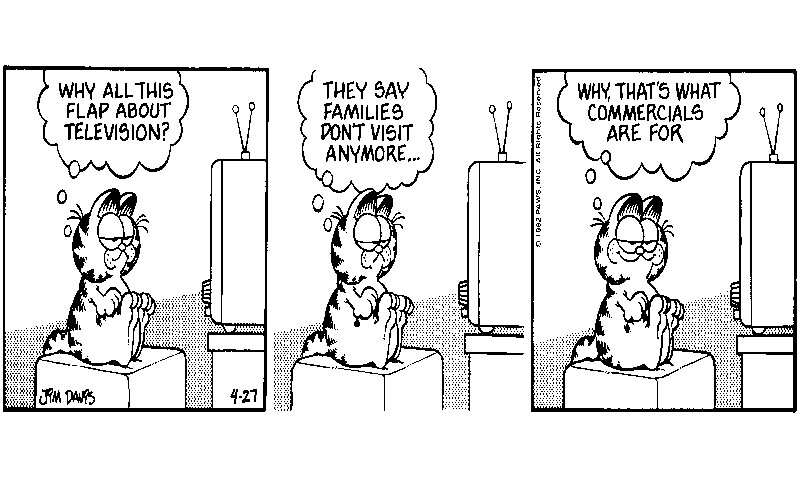 WHY ALL THIS
FLAP ABOUT
TELEVISION?
JIM DAVIS
4-27
THEY SAY
FAMILIES
DON'T VISIT
ANYMORE...
© 1992 PAWS, INC. All Rights Reserved
WHY, THAT'S WHAT
COMMERCIALS
ARE FOR